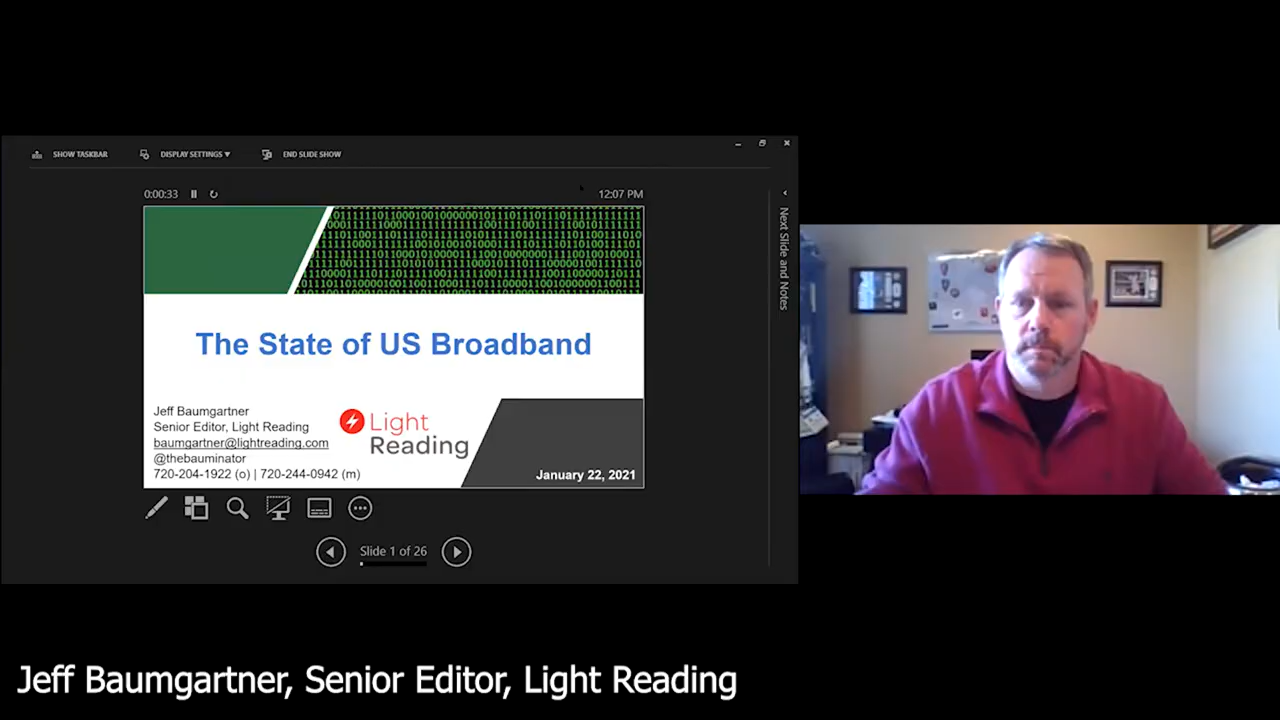 SHOW TASKBAR
DISPLAY SETTINGS ▾
END SLIDE SHOW
0:00:33
12:07 PM
Next Slide and Notes
The State of US Broadband
Jeff Baumgartner
Senior Editor, Light Reading
baumgartner@lightreading.com
@thebauminator
720-204-1922 (o) | 720-244-0942 (m)
Light
Reading
January 22, 2021
Slide 1 of 26
Jeff Baumgartner, Senior Editor, Light Reading